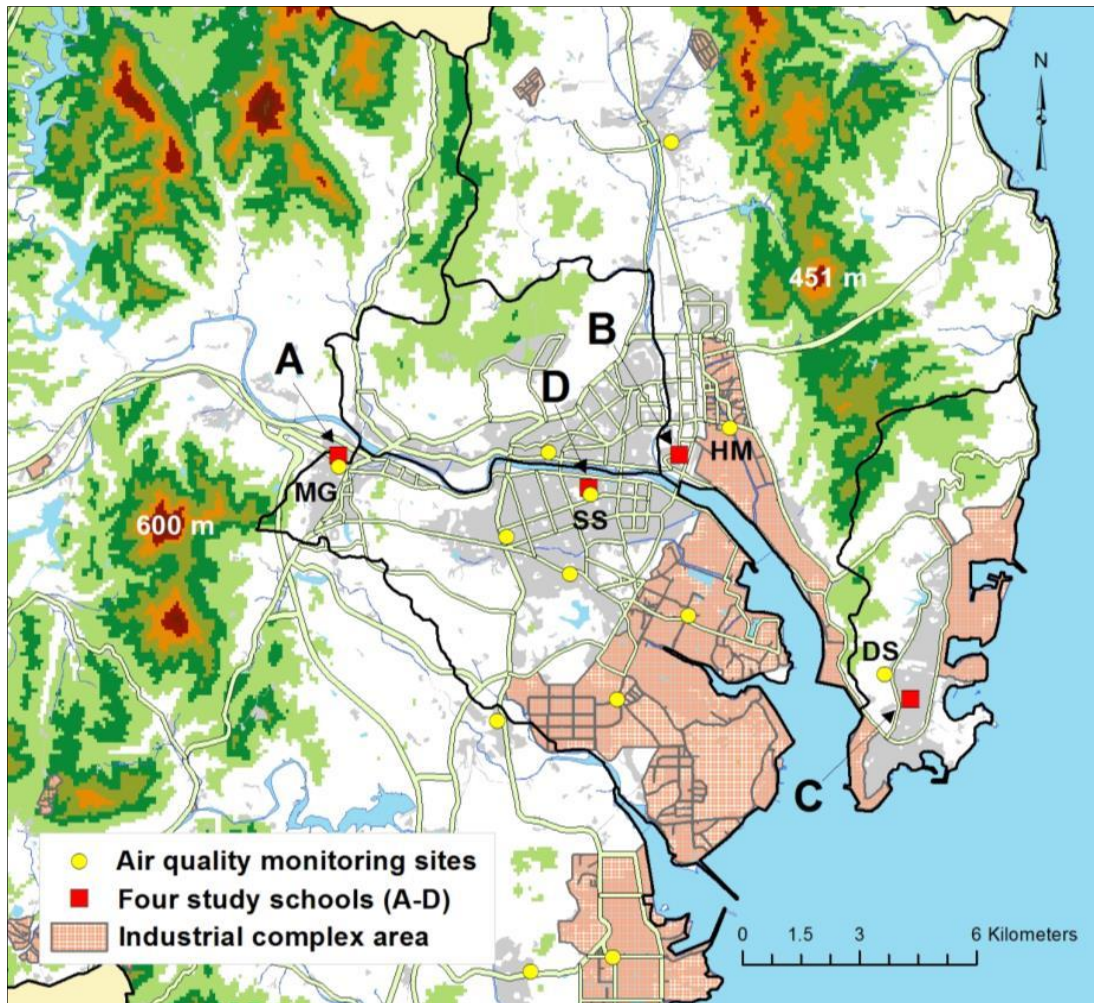 N
451 m
B
A
D
HM
MG
SS
600 m
DS
C
Air quality monitoring sites
Four study schools (A-D)
Industrial complex area
0 1.5 3 6 Kilometers